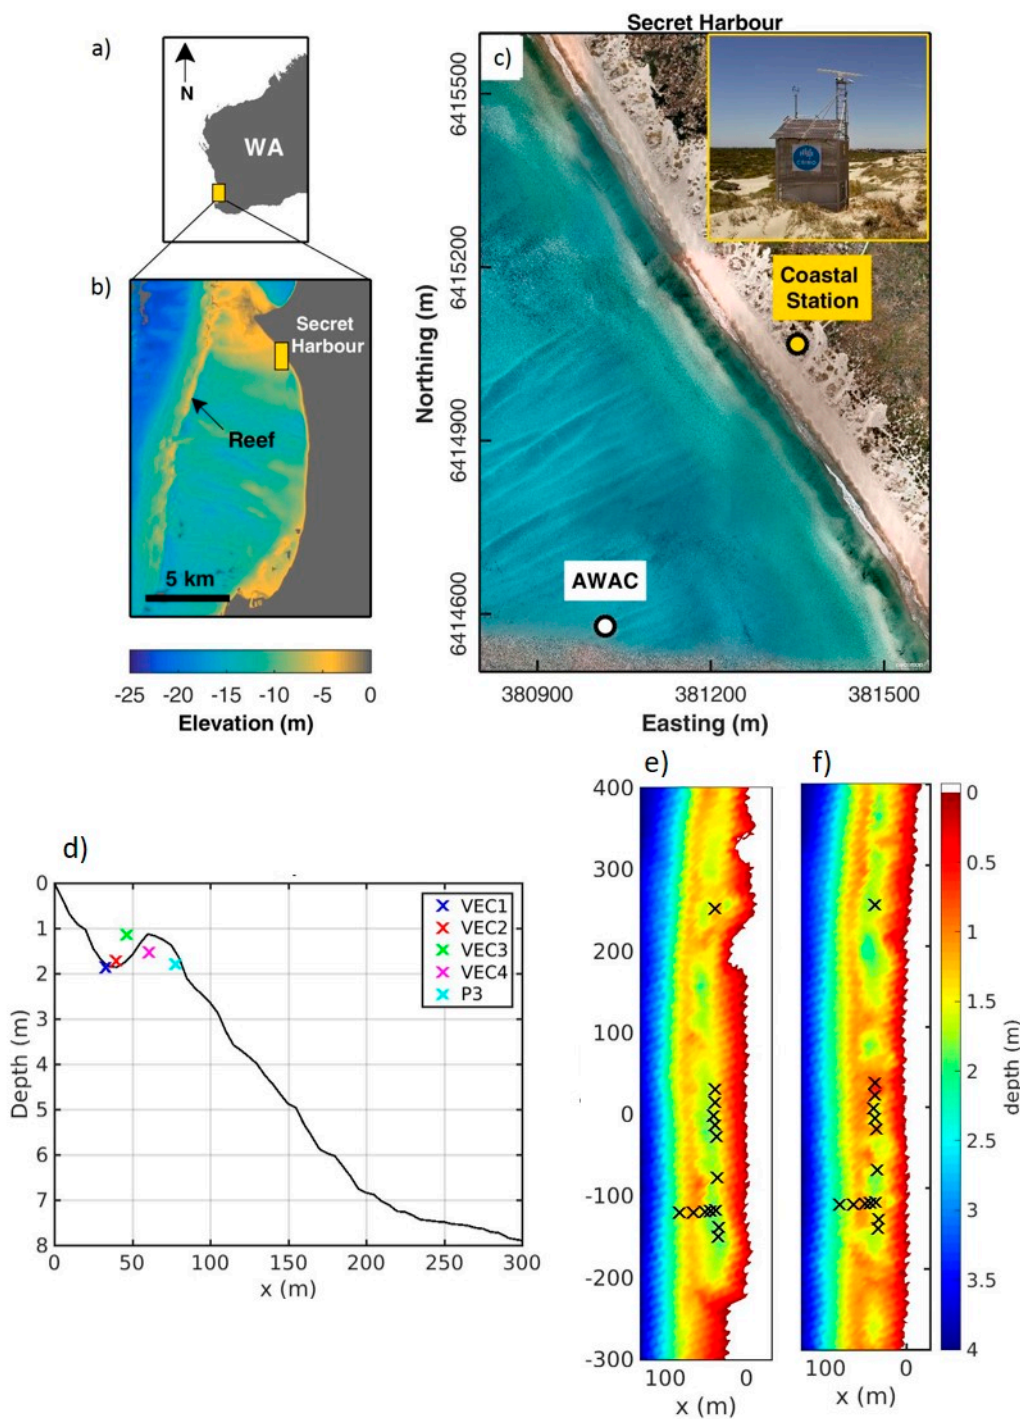 a)
N
WA
b)
Secret
Harbour
Reef
5 km
-25 -20 -15 -10 -5 0
Elevation (m)
Secret Harbour
c)
6415500
6415200
6414900
6414600
Northing (m)
Coastal
Station
AWAC
380900 381200 381500
Easting (m)
d)
0
1
2
3
4
5
6
7
8
Depth (m)
0 50 100 150 200 250 300
x (m)
VEC1
VEC2
VEC3
VEC4
P3
e)
400
300
200
100
0
-100
-200
-300
100 0
x (m)
f)
100 0
x (m)
0
0.5
1
1.5
2
2.5
3
3.5
4
depth (m)